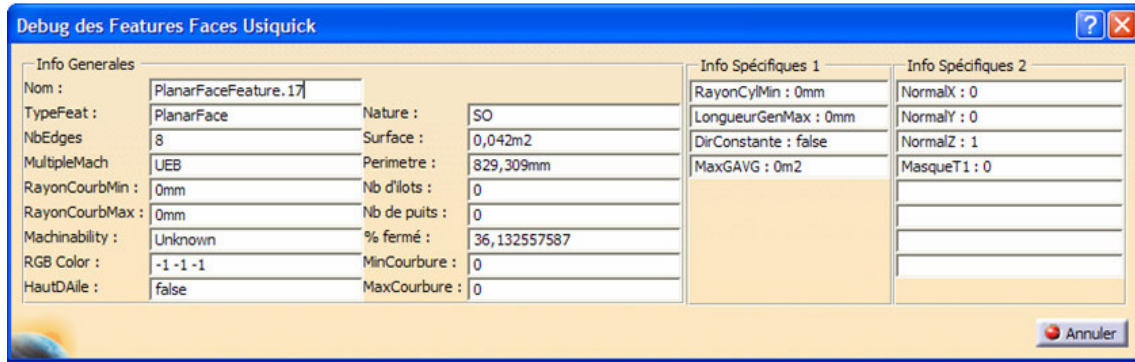 Debug des Features Faces Usiquick
Info Generales
Nom : PlanarFaceFeature.17
TypeFeat : PlanarFace Nature : SO
NbEdges 8 Surface : 0,042m2
MultipleMach UEB Perimetre : 829,309mm
RayonCourbMin : 0mm Nb d'ilots : 0
RayonCourbMax : 0mm Nb de puits : 0
Machinability : Unknown % fermé : 36,132557587
RGB Color : -1 -1 -1 MinCourbure : 0
HautDAile : false MaxCourbure : 0
Info Spécifiques 1
RayonCylMin : 0mm
LongueurGenMax : 0mm
DirConstante : false
MaxGAVG : 0m2
Info Spécifiques 2
NormalX : 0
NormalY : 0
NormalZ : 1
MasqueT1 : 0
Annuler